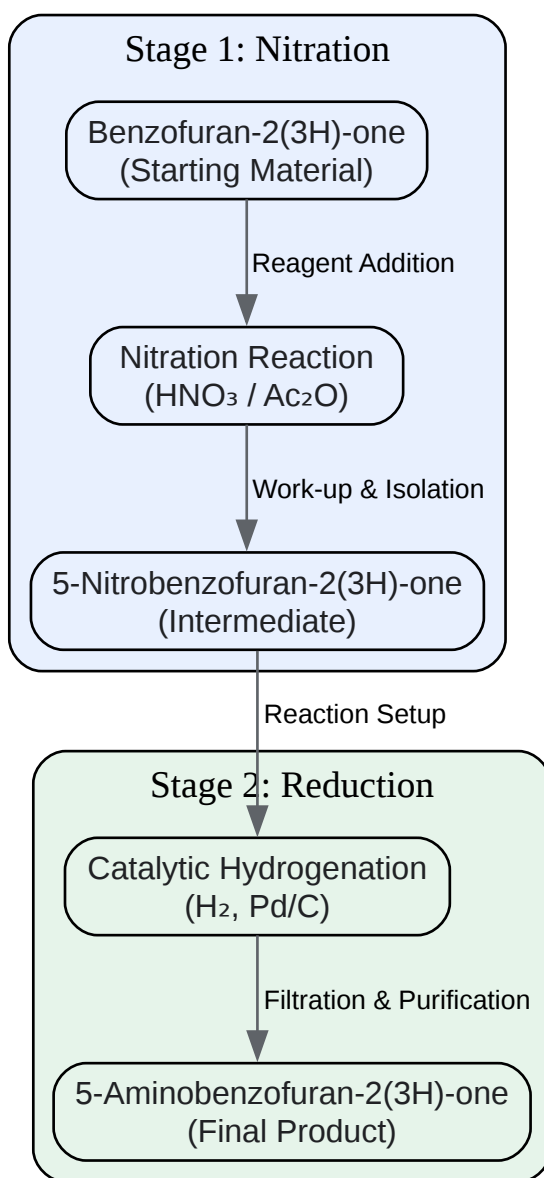 Stage 1: Nitration
Benzofuran-2(3H)-one
(Starting Material)
Reagent Addition
Nitration Reaction
(HNO₃ / Ac₂O)
Work-up & Isolation
5-Nitrobenzofuran-2(3H)-one
(Intermediate)
Reaction Setup
Stage 2: Reduction
Catalytic Hydrogenation
(H₂, Pd/C)
Filtration & Purification
5-Aminobenzofuran-2(3H)-one
(Final Product)